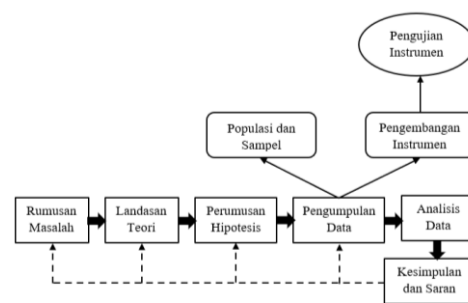 Pengujian
Instrumen
Populasi dan
Sampel
Pengembangan
Instrumen
Rumusan
Masalah
Landasan
Teori
Perumusan
Hipotesis
Pengumpulan
Data
Analisis
Data
Kesimpulan
dan Saran